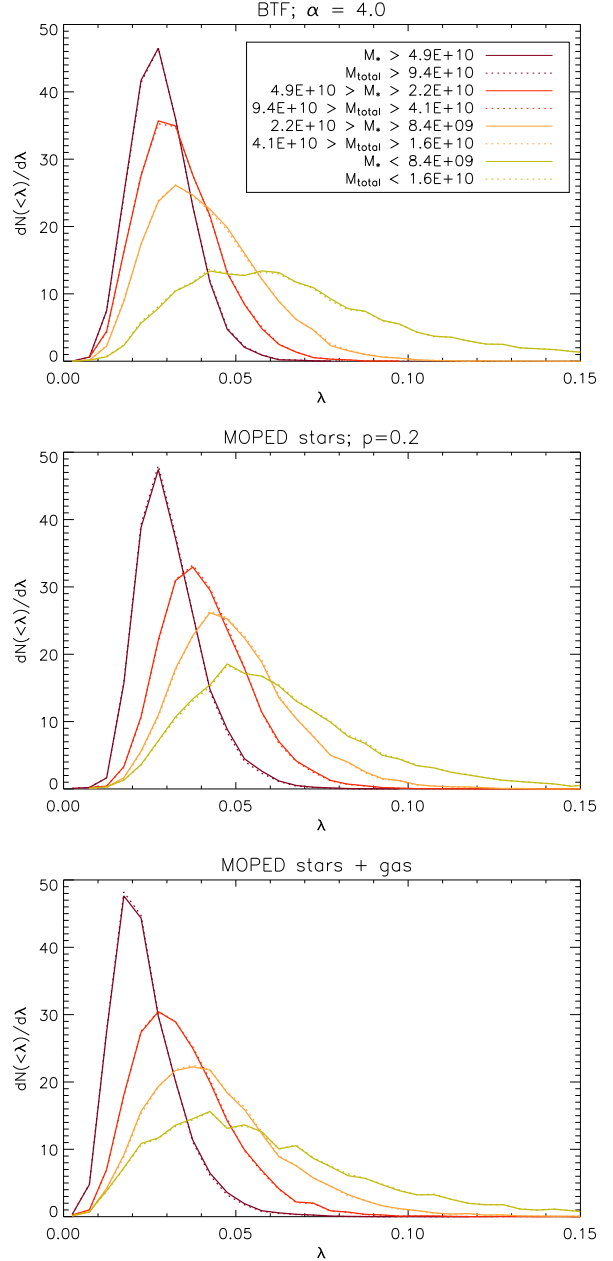 BTF; α = 4.0
M* > 4.9E+10
Mtotal > 9.4E+10
4.9E+10 > M* > 2.2E+10
9.4E+10 > Mtotal > 4.1E+10
2.2E+10 > M* > 8.4E+09
4.1E+10 > Mtotal > 1.6E+10
M* < 8.4E+09
Mtotal < 1.6E+10
50
40
30
20
10
0
dN(<λ)/dλ
0.00 0.05 0.10 0.15
λ
MOPED stars; p=0.2
50
40
30
20
10
0
dN(<λ)/dλ
0.00 0.05 0.10 0.15
λ
MOPED stars + gas
50
40
30
20
10
0
dN(<λ)/dλ
0.00 0.05 0.10 0.15
λ